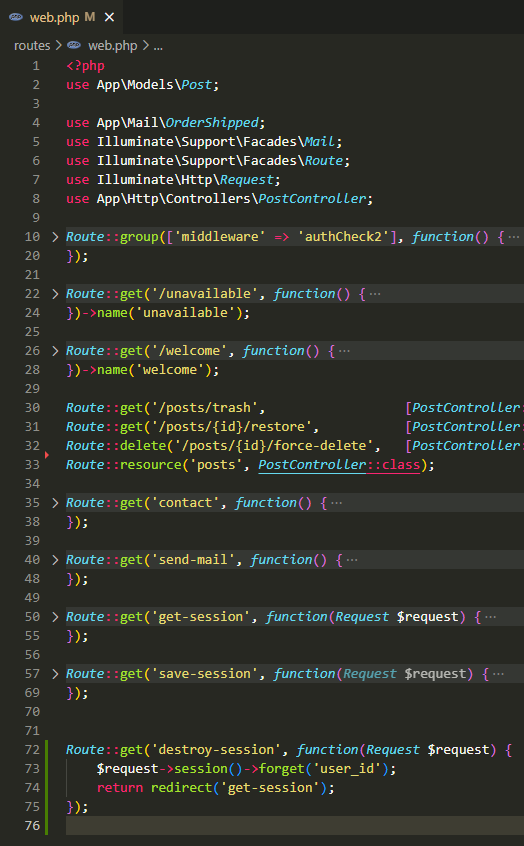 web.php M ×
routes > web.php > ...
1 <?php
2 use App\Models\Post;
3
4 use App\Mail\OrderShipped;
5 use Illuminate\Support\Facades\Mail;
6 use Illuminate\Support\Facades\Route;
7 use Illuminate\Http\Request;
8 use App\Http\Controllers\PostController;
9
10 > Route::group(['middleware' => 'authCheck2'], function() { ⋯
20 });
21
22 > Route::get('/unavailable', function() { ⋯
24 })->name('unavailable');
25
26 > Route::get('/welcome', function() { ⋯
28 })->name('welcome');
29
30 Route::get('/posts/trash', [PostController:
31 Route::get('/posts/{id}/restore', [PostController:
32 Route::delete('/posts/{id}/force-delete', [PostController:
33 Route::resource('posts', PostController::class);
34
35 > Route::get('contact', function() { ⋯
38 });
39
40 > Route::get('send-mail', function() { ⋯
48 });
49
50 > Route::get('get-session', function(Request $request) { ⋯
55 });
56
57 > Route::get('save-session', function(Request $request) { ⋯
69 });
70
71
72 Route::get('destroy-session', function(Request $request) {
73 $request->session()->forget('user_id');
74 return redirect('get-session');
75 });
76